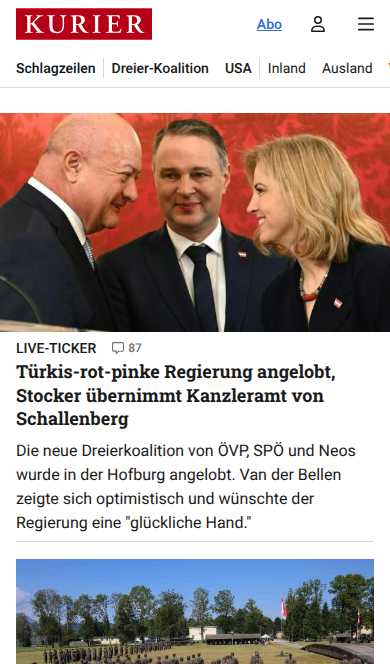 KURIER
Abo
Schlagzeilen Dreier-Koalition USA Inland Ausland
LIVE-TICKER 87
Türkis-rot-pinke Regierung angelobt,
Stocker übernimmt Kanzleramt von
Schallenberg
Die neue Dreierkoalition von ÖVP, SPÖ und Neos
wurde in der Hofburg angelobt. Van der Bellen
zeigte sich optimistisch und wünschte der
Regierung eine "glückliche Hand."